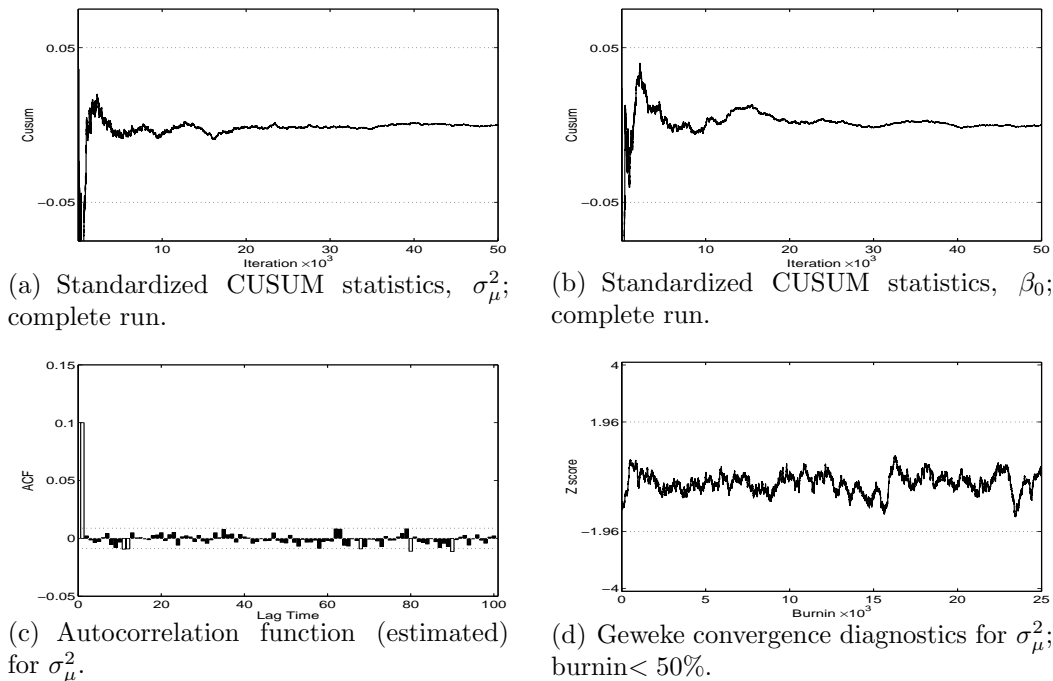 0.05
Cusum
−0.05
0 10 20 30 40 50
Iteration ×10³
(a) Standardized CUSUM statistics, σ²_μ;
complete run.
0.05
Cusum
−0.05
0 10 20 30 40 50
Iteration ×10³
(b) Standardized CUSUM statistics, β₀;
complete run.
0.15
0.1
0.05
ACF
0
−0.05
0 20 40 60 80 100
Lag Time
(c) Autocorrelation function (estimated)
for σ²_μ.
4
1.96
Z score
−1.96
−4
0 5 10 15 20 25
Burnin ×10³
(d) Geweke convergence diagnostics for σ²_μ;
burnin< 50%.